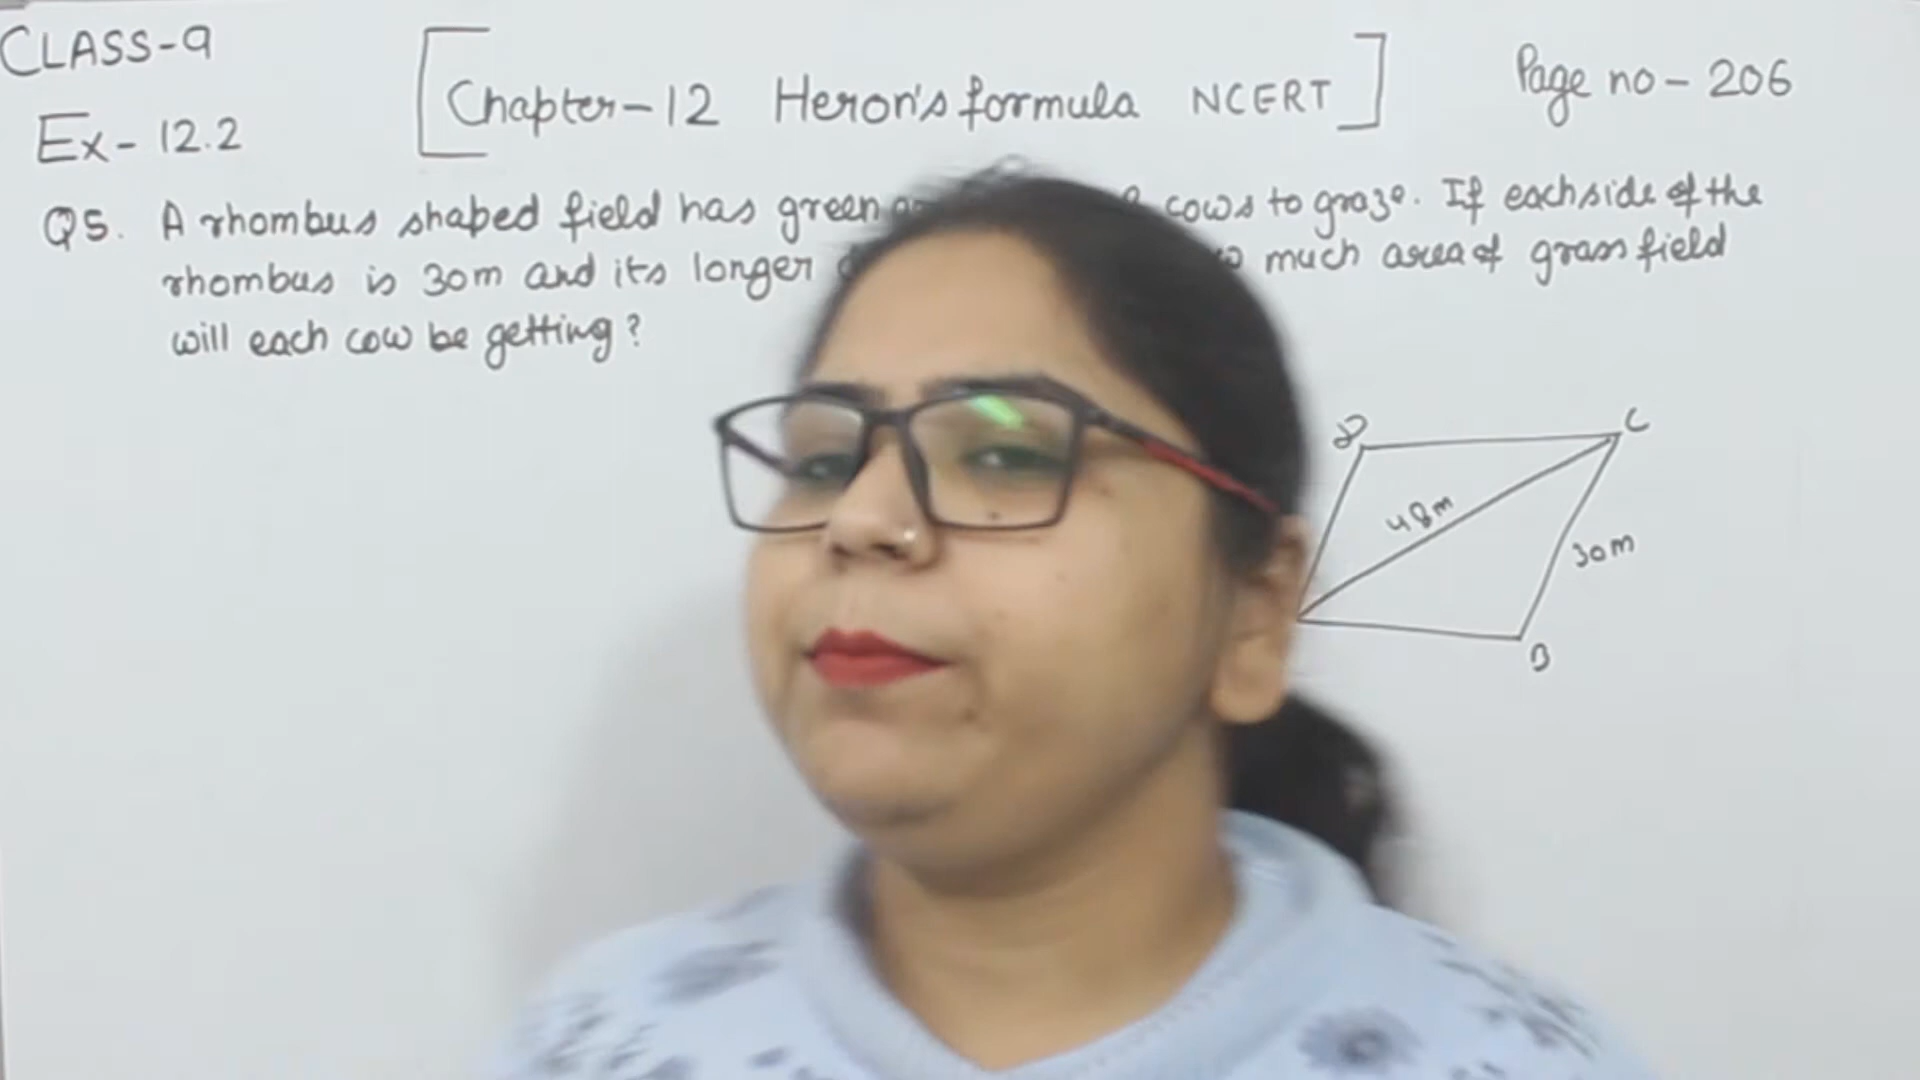 CLASS-9
[Chapter-12 Heron's formula NCERT]
Page no - 206
Ex- 12.2
Q5. A rhombus shaped field has green cows to graze. If each side of the
rhombus is 30m and its longer much area of grass field
will each cow be getting?
D
C
48m
30m
B